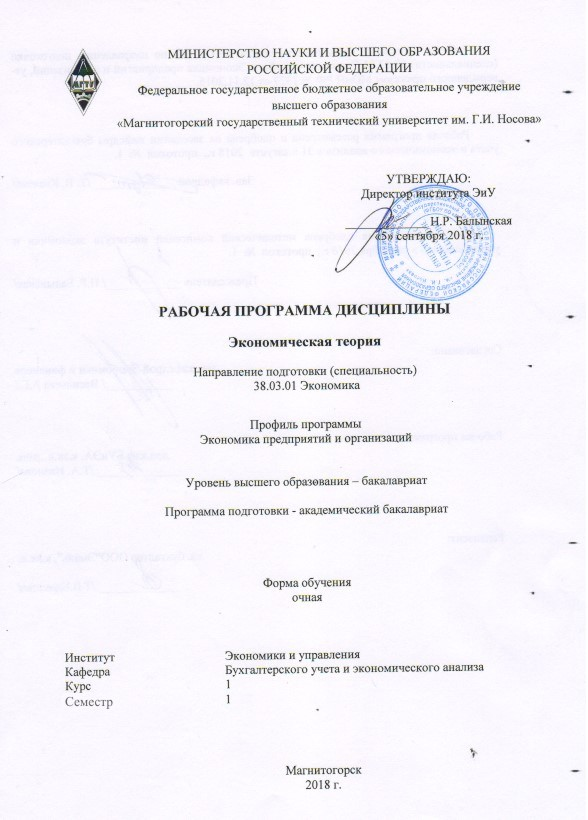 МИНИСТЕРСТВО НАУКИ И ВЫСШЕГО ОБРАЗОВАНИЯ
РОССИЙСКОЙ ФЕДЕРАЦИИ
Федеральное государственное бюджетное образовательное учреждение
высшего образования
«Магнитогорский государственный технический университет им. Г.И. Носова»
УТВЕРЖДАЮ:
Директор института ЭиУ
Н.Р. Балынская
«5» сентября 2018 г.
РАБОЧАЯ ПРОГРАММА ДИСЦИПЛИНЫ
Экономическая теория
Направление подготовки (специальность)
38.03.01 Экономика
Профиль программы
Экономика предприятий и организаций
Уровень высшего образования – бакалавриат
Программа подготовки - академический бакалавриат
Форма обучения
очная
Институт Экономики и управления
Кафедра Бухгалтерского учета и экономического анализа
Курс 1
Семестр 1
Магнитогорск
2018 г.